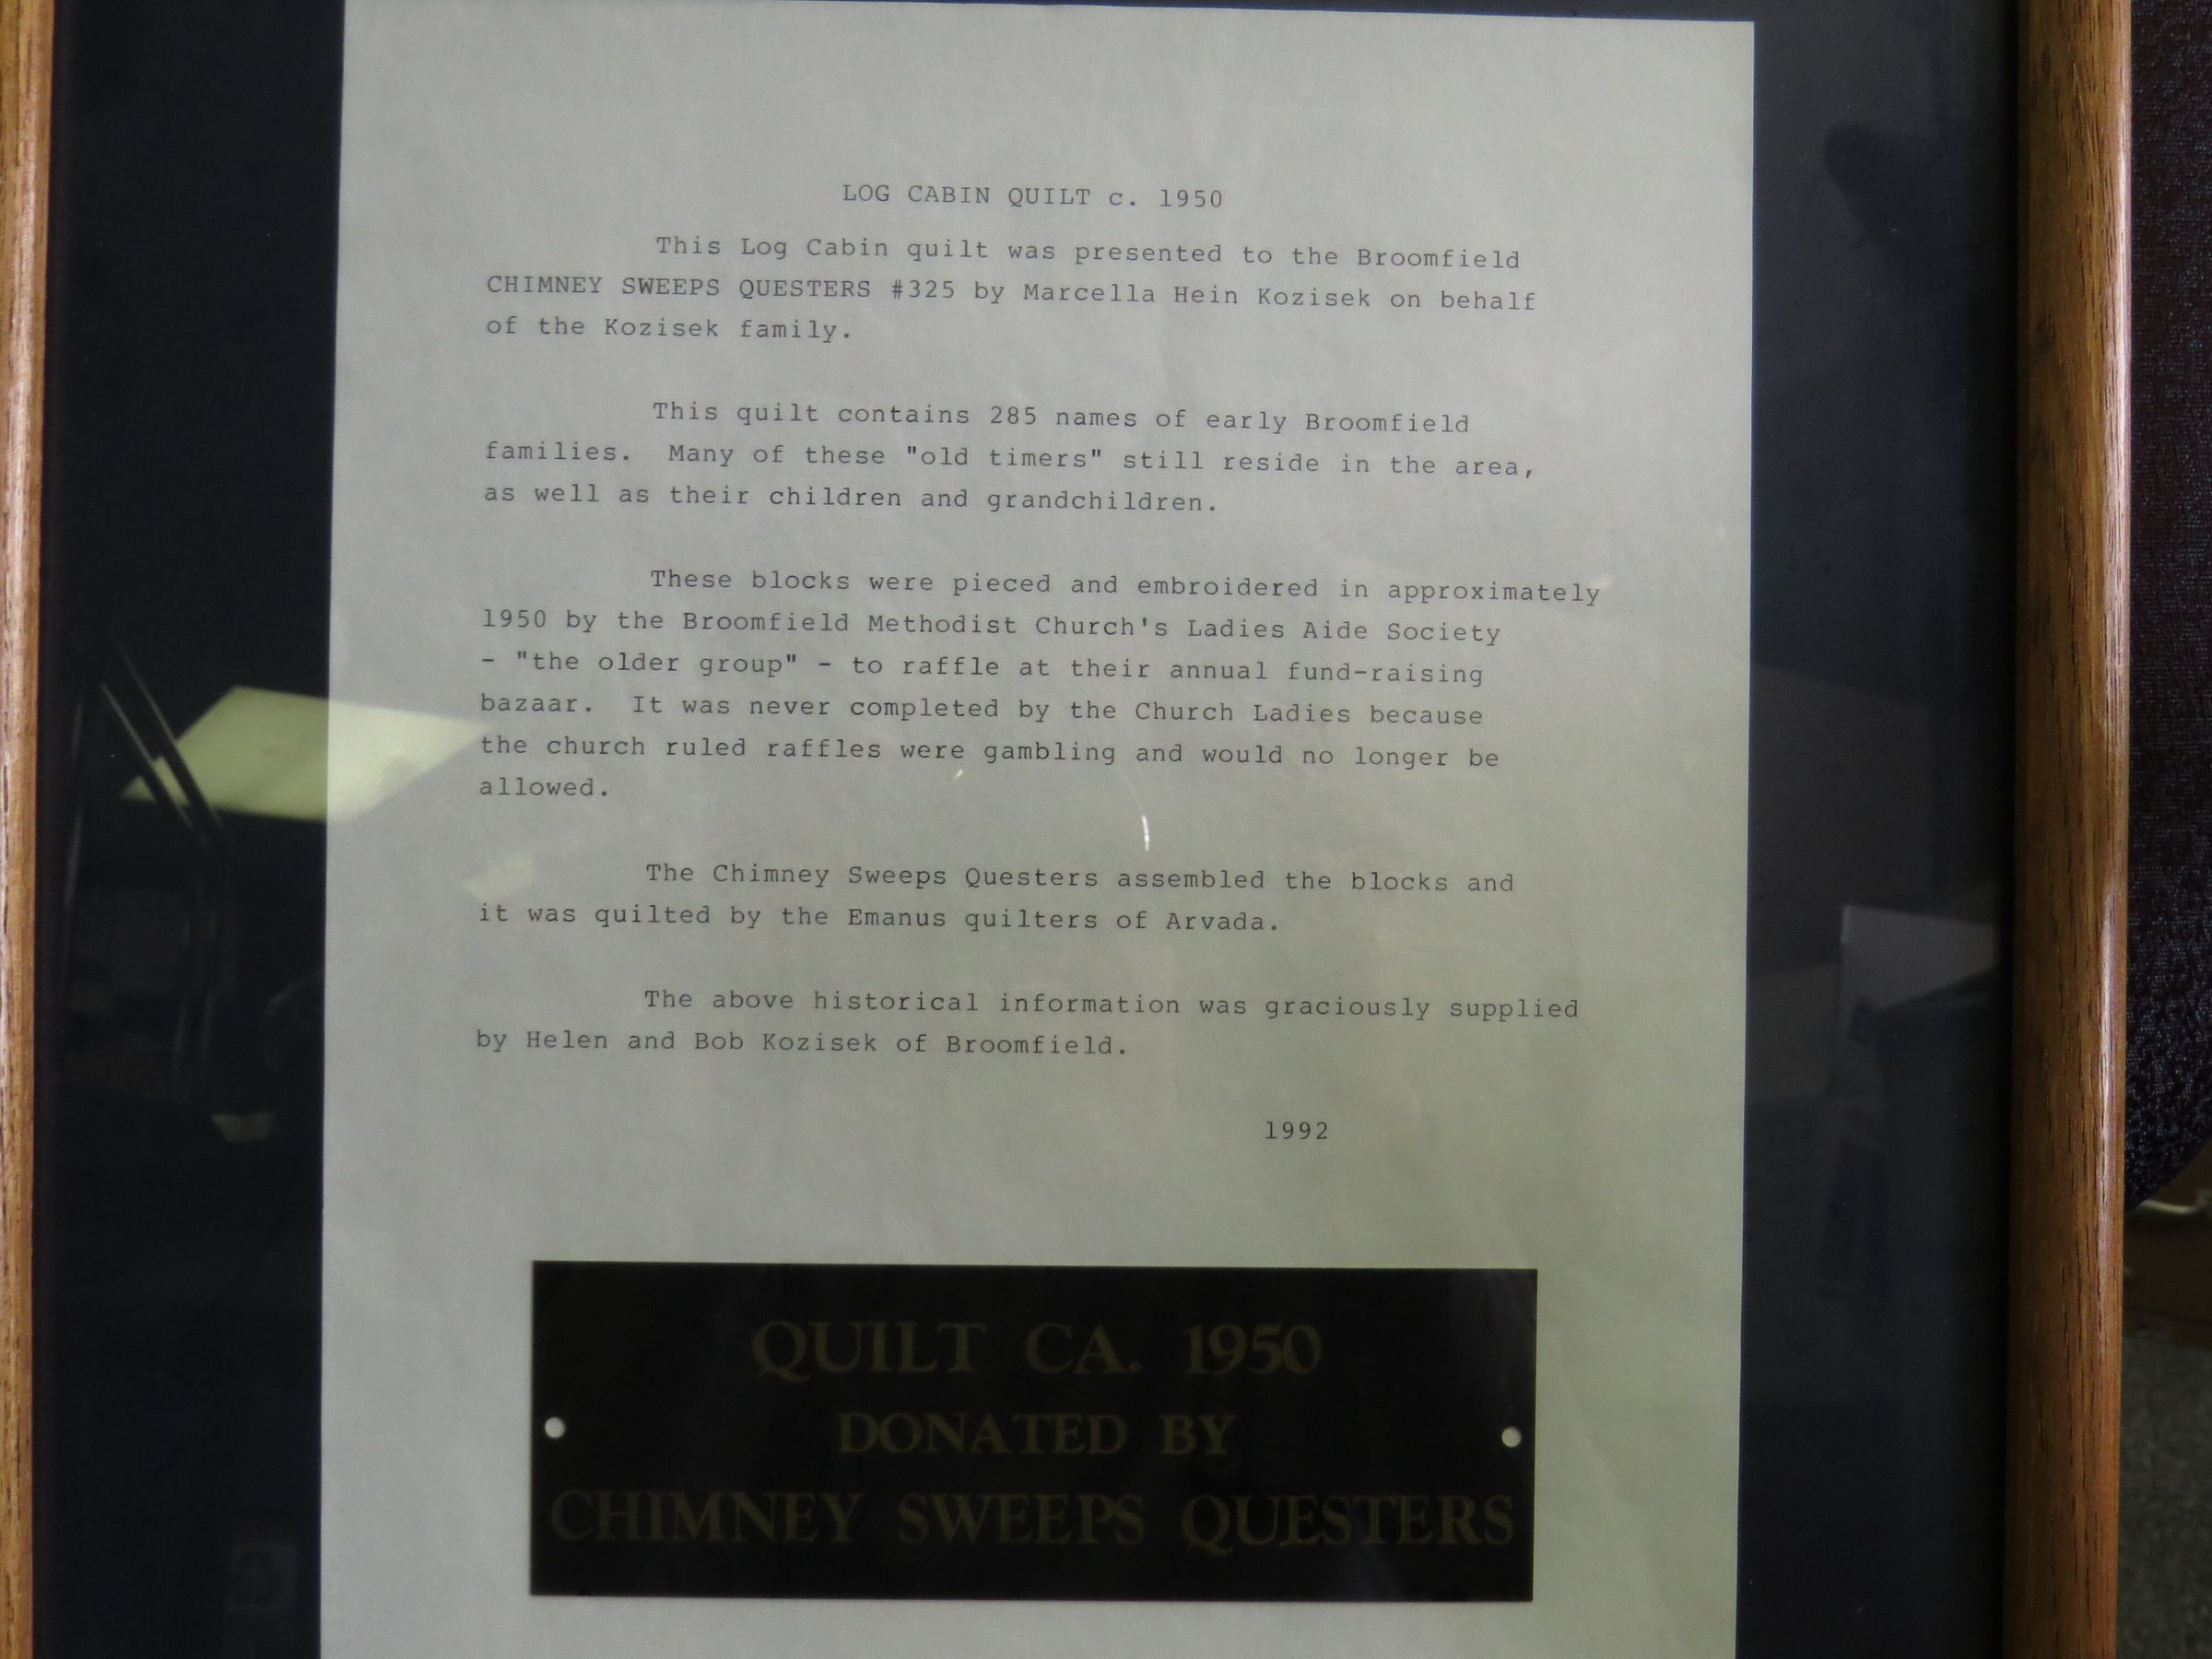 LOG CABIN QUILT c. 1950
This Log Cabin quilt was presented to the Broomfield
CHIMNEY SWEEPS QUESTERS #325 by Marcella Hein Kozisek on behalf
of the Kozisek family.
This quilt contains 285 names of early Broomfield
families. Many of these "old timers" still reside in the area,
as well as their children and grandchildren.
These blocks were pieced and embroidered in approximately
1950 by the Broomfield Methodist Church's Ladies Aide Society
- "the older group" - to raffle at their annual fund-raising
bazaar. It was never completed by the Church Ladies because
the church ruled raffles were gambling and would no longer be
allowed.
The Chimney Sweeps Questers assembled the blocks and
it was quilted by the Emanus quilters of Arvada.
The above historical information was graciously supplied
by Helen and Bob Kozisek of Broomfield.
1992
QUILT CA. 1950
DONATED BY
CHIMNEY SWEEPS QUESTERS